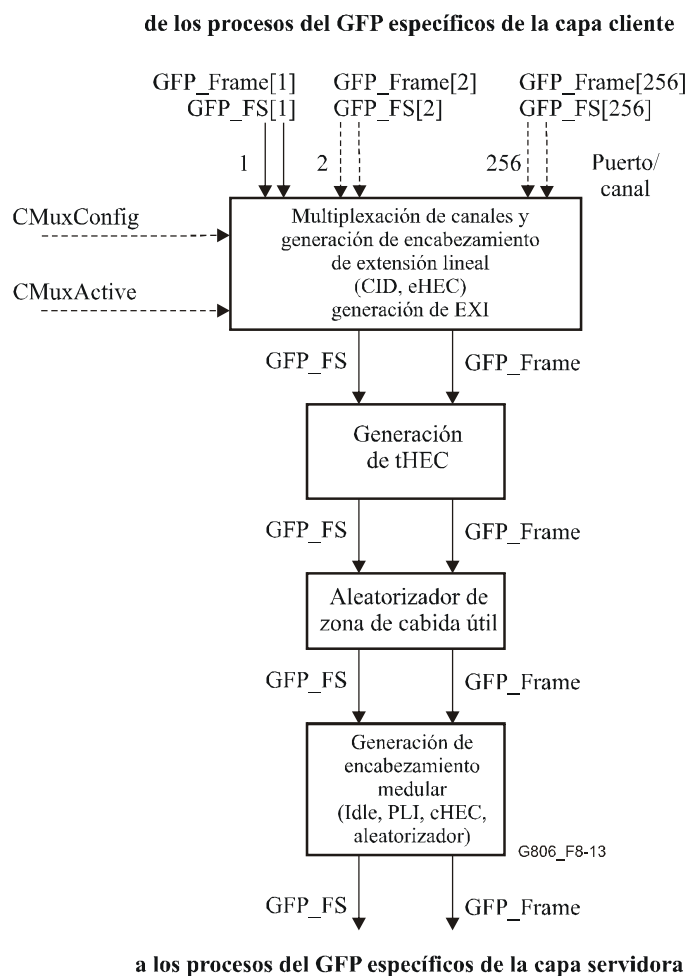 de los procesos del GFP específicos de la capa cliente
GFP_Frame[1] GFP_Frame[2] GFP_Frame[256]
GFP_FS[1] GFP_FS[2] GFP_FS[256]
1 2 256 Puerto/
canal
CMuxConfig
CMuxActive
Multiplexación de canales y
generación de encabezamiento
de extensión lineal
(CID, eHEC)
generación de EXI
GFP_FS GFP_Frame
Generación
de tHEC
GFP_FS GFP_Frame
Aleatorizador de
zona de cabida útil
GFP_FS GFP_Frame
Generación de
encabezamiento
medular
(Idle, PLI, cHEC,
aleatorizador)
G806_F8-13
GFP_FS GFP_Frame
a los procesos del GFP específicos de la capa servidora